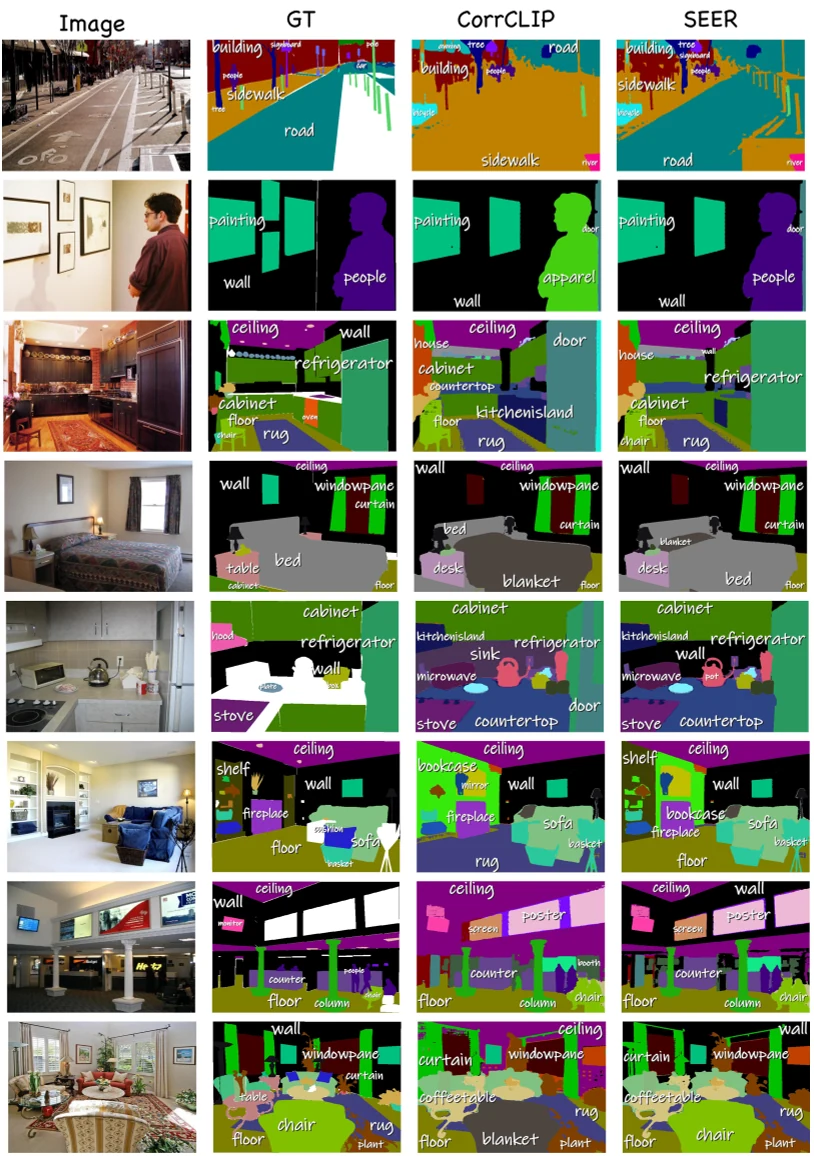 Image GT CorrCLIP SEER
building signboard pole awning tree road building tree signboard
people car building people people
sidewalk bicycle sidewalk bicycle
tree
road sidewalk river road river
painting painting door painting door
wall people wall apparel wall people
ceiling wall house ceiling door house ceiling wall
refrigerator cabinet refrigerator
cabinet countertop cabinet
floor oven floor kitchenisland floor
chair rug rug chair rug
wall ceiling wall ceiling wall ceiling
windowpane windowpane windowpane
curtain bed curtain blanket curtain
table bed desk desk
cabinet floor blanket floor bed floor
cabinet cabinet cabinet
hood refrigerator kitchenisland refrigerator kitchenisland refrigerator
wall sink wall
plate microwave microwave pot
stove stove countertop door stove countertop
shelf ceiling bookcase ceiling shelf ceiling
wall mirror wall wall
fireplace cushion fireplace sofa bookcase sofa
floor sofa basket fireplace basket
basket rug floor
ceiling ceiling ceiling wall
wall poster poster
monitor screen screen
counter people counter booth counter
floor column chair floor column chair floor column chair
wall ceiling wall
windowpane curtain windowpane curtain windowpane
curtain
table coffeetable coffeetable
chair rug rug rug
floor plant floor blanket plant floor chair plant